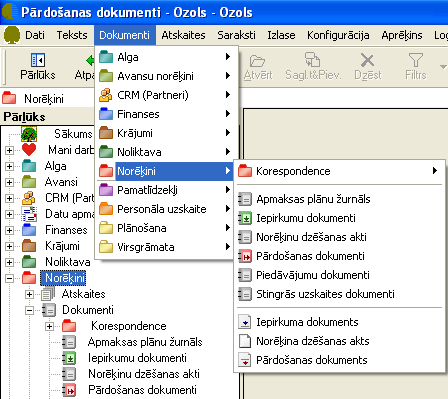 Pārdošanas dokumenti - Ozols - Ozols
Dati Teksts Dokumenti Atskaites Saraksti Izlase Konfigurācija Aprēķins
Pārlūks Atvērt Sagl.t&Piev. Dzēst Filtrs
Norēķini
Pārlūks
Sākums
Mani darb
Alga
Avansi
CRM (Part
Datu apma
Finanses
Krājumi
Noliktava
Norēķini
Atskaites
Dokumenti
Korespondence
Apmaksas plānu žurnāls
Iepirkumu dokumenti
Norēķinu dzēšanas akti
Pārdošanas dokumenti
Alga
Avansu norēķini
CRM (Partneri)
Finanses
Krājumi
Noliktava
Norēķini
Pamatlīdzekļi
Personāla uzskaite
Plānošana
Virsgrāmata
Korespondence
Apmaksas plānu žurnāls
Iepirkumu dokumenti
Norēķinu dzēšanas akti
Pārdošanas dokumenti
Piedāvājumu dokumenti
Stingrās uzskaites dokumenti
Iepirkuma dokuments
Norēķina dzēšanas akts
Pārdošanas dokuments